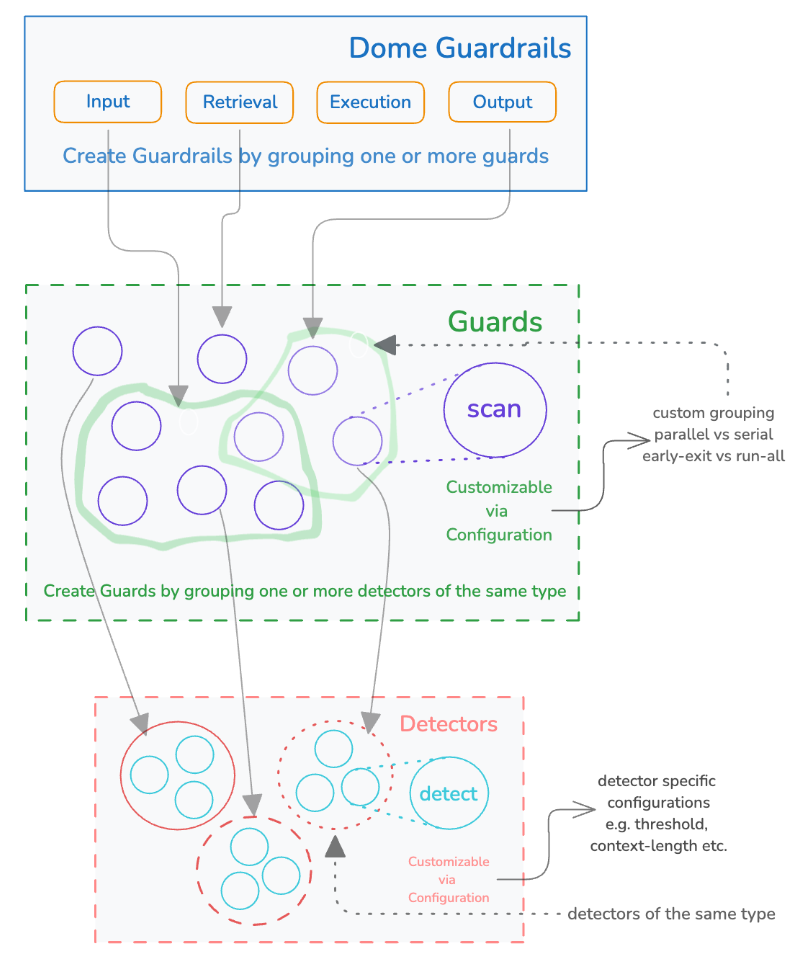 Dome Guardrails
Input
Retrieval
Execution
Output
Create Guardrails by grouping one or more guards
Guards
scan
custom grouping
parallel vs serial
early-exit vs run-all
Customizable
via
Configuration
Create Guards by grouping one or more detectors of the same type
Detectors
detect
detector specific
configurations
e.g. threshold,
context-length etc.
Customizable
via
Configuration
detectors of the same type